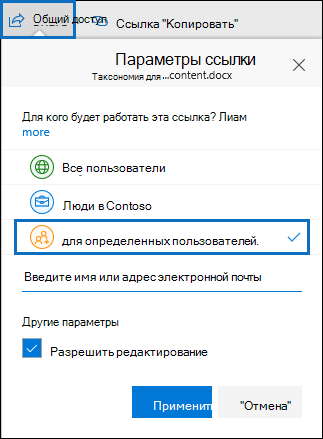 Общий доступ
Ссылка "Копировать"
Параметры ссылки
Таксономия для ...content.docx
Для кого будет работать эта ссылка? Лиам
more
Все пользователи
Люди в Contoso
для определенных пользователей.
Введите имя или адрес электронной почты
Другие параметры
Разрешить редактирование
Применить
"Отмена"